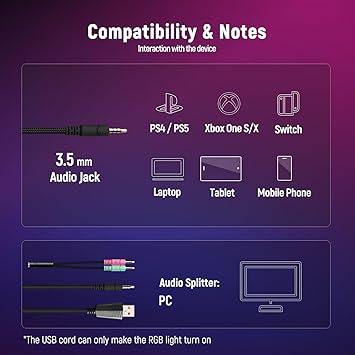 Compatibility & Notes
Interaction with the device
PS4 / PS5
Xbox One S/X
Switch
3.5 mm
Audio Jack
Laptop
Tablet
Mobile Phone
Audio Splitter:
PC
*The USB cord can only make the RGB light turn on